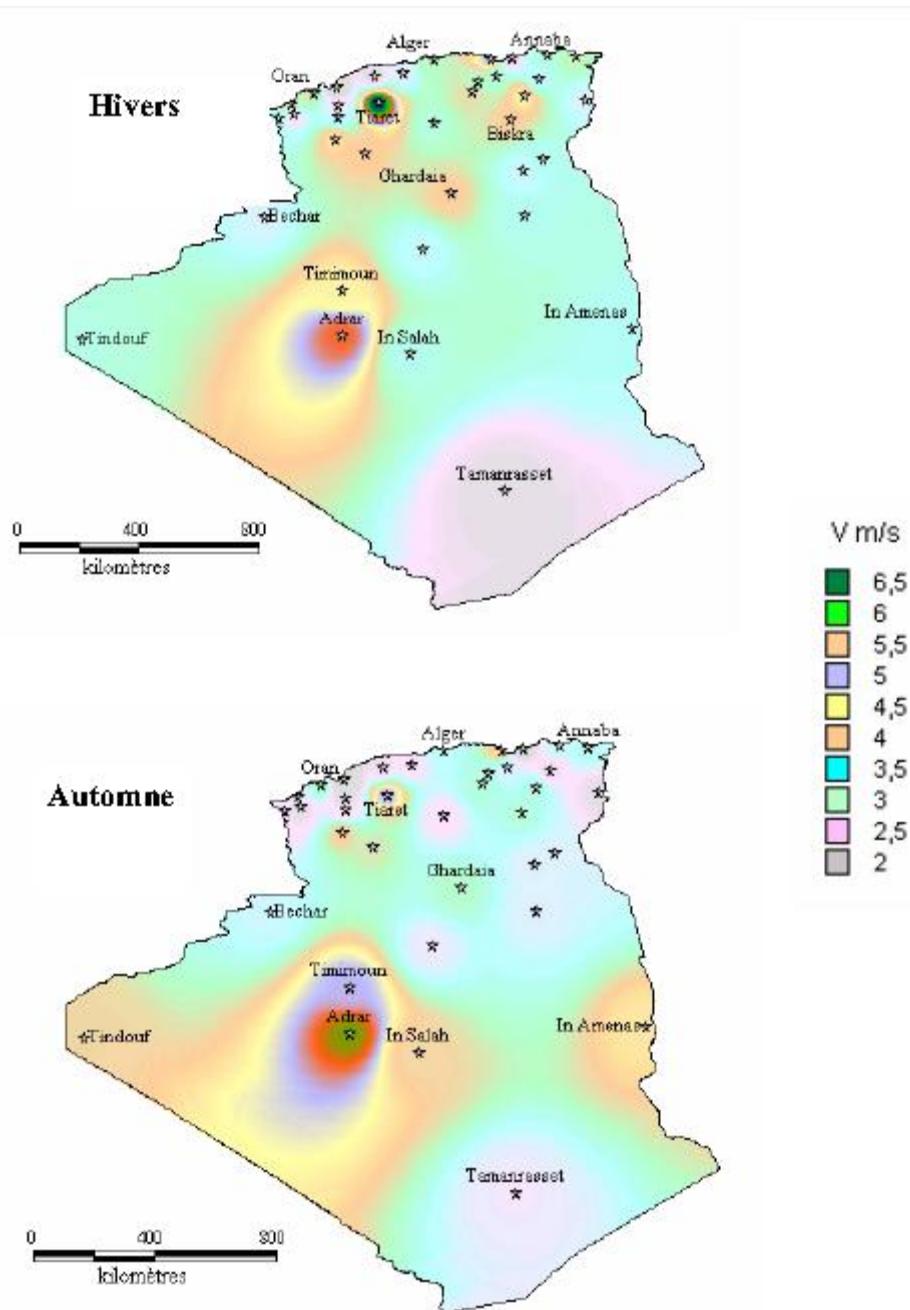 Alger
Annaba
Oran
Hivers
Tiaret
Biskra
Ghardaia
Bechar
Timimoun
Adrar
In Salah
In Amenas
Tindouf
Tamanrasset
0 400 800
kilomètres
V m/s
6,5
6
5,5
5
4,5
4
3,5
3
2,5
2
Alger
Annaba
Oran
Automne
Tiaret
Ghardaia
Bechar
Timimoun
Adrar
In Salah
In Amenas
Tindouf
Tamanrasset
0 400 800
kilomètres